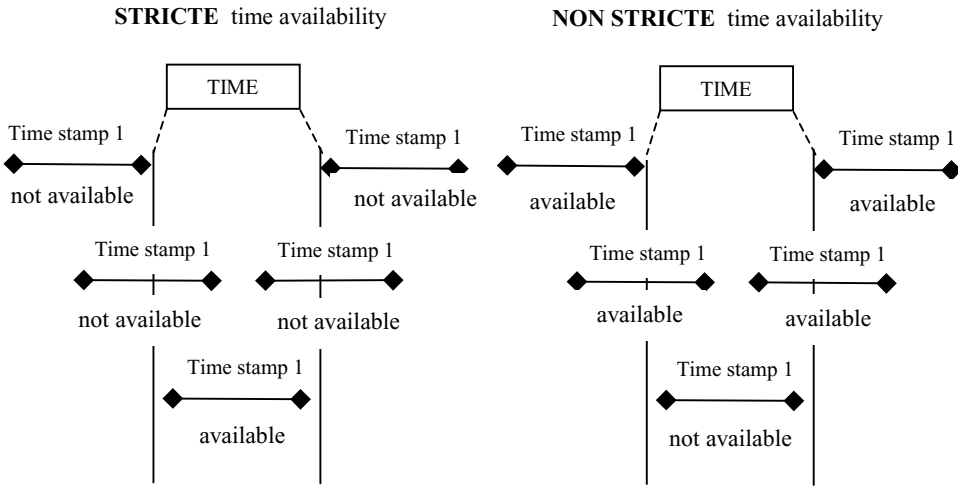 STRICTE time availability
NON STRICTE time availability
TIME
TIME
Time stamp 1
Time stamp 1
Time stamp 1
Time stamp 1
not available
not available
available
available
Time stamp 1
Time stamp 1
Time stamp 1
Time stamp 1
not available
not available
available
available
Time stamp 1
Time stamp 1
available
not available